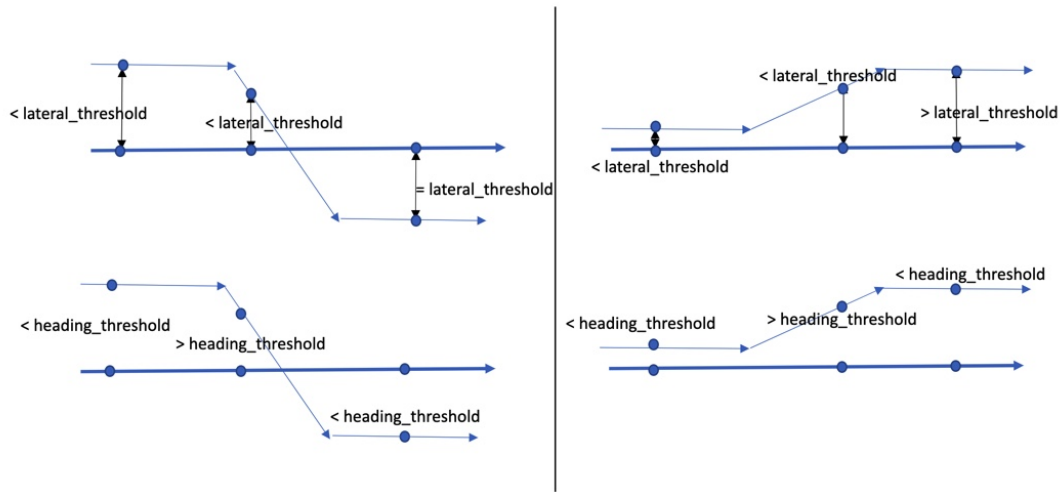 < lateral_threshold
< lateral_threshold
= lateral_threshold
< heading_threshold
> heading_threshold
< heading_threshold
< lateral_threshold
> lateral_threshold
< lateral_threshold
< heading_threshold
> heading_threshold
< heading_threshold